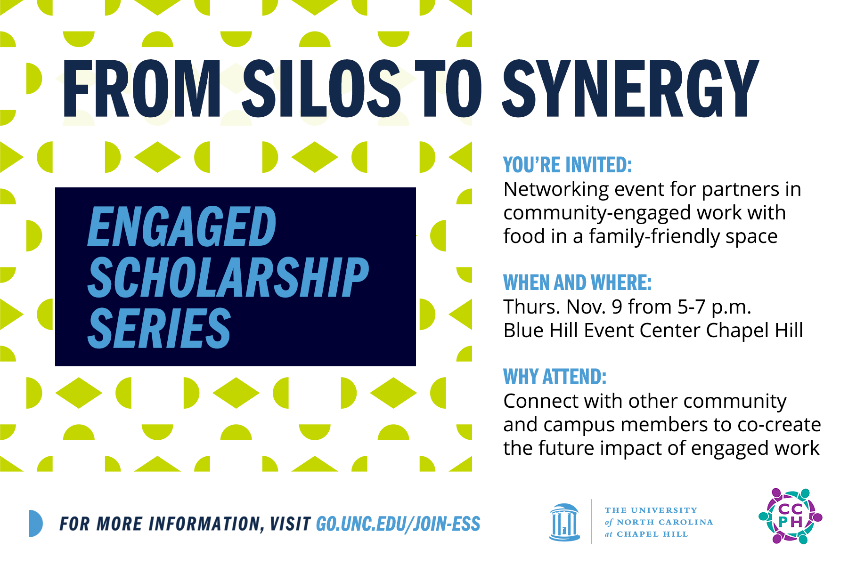 FROM SILOS TO SYNERGY
ENGAGED
SCHOLARSHIP
SERIES
YOU'RE INVITED:
Networking event for partners in
community-engaged work with
food in a family-friendly space
WHEN AND WHERE:
Thurs. Nov. 9 from 5-7 p.m.
Blue Hill Event Center Chapel Hill
WHY ATTEND:
Connect with other community
and campus members to co-create
the future impact of engaged work
FOR MORE INFORMATION, VISIT GO.UNC.EDU/JOIN-ESS
THE UNIVERSITY
of NORTH CAROLINA
at CHAPEL HILL
CC
PH